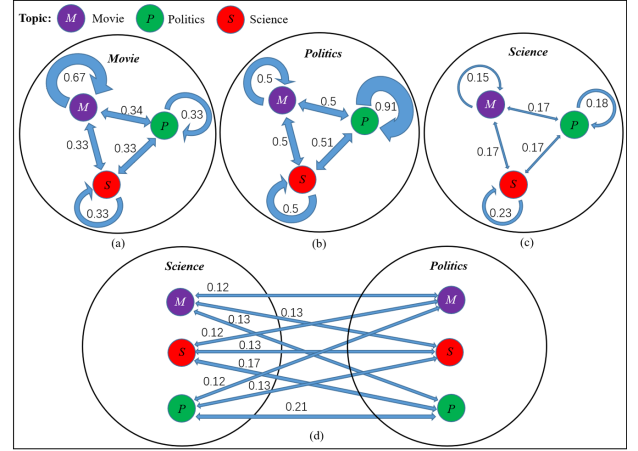 Topic: M Movie P Politics S Science
Movie
0.67
M
0.34
P
0.33
0.33
0.33
S
0.33
(a)
Politics
0.5
M
0.5
P
0.91
0.5
0.51
S
0.5
(b)
Science
0.15
M
0.17
P
0.18
0.17
0.17
S
0.23
(c)
Science
Politics
M
0.12
M
0.13
0.13
0.12
S
0.13
S
0.17
0.12
0.13
P
0.21
P
(d)